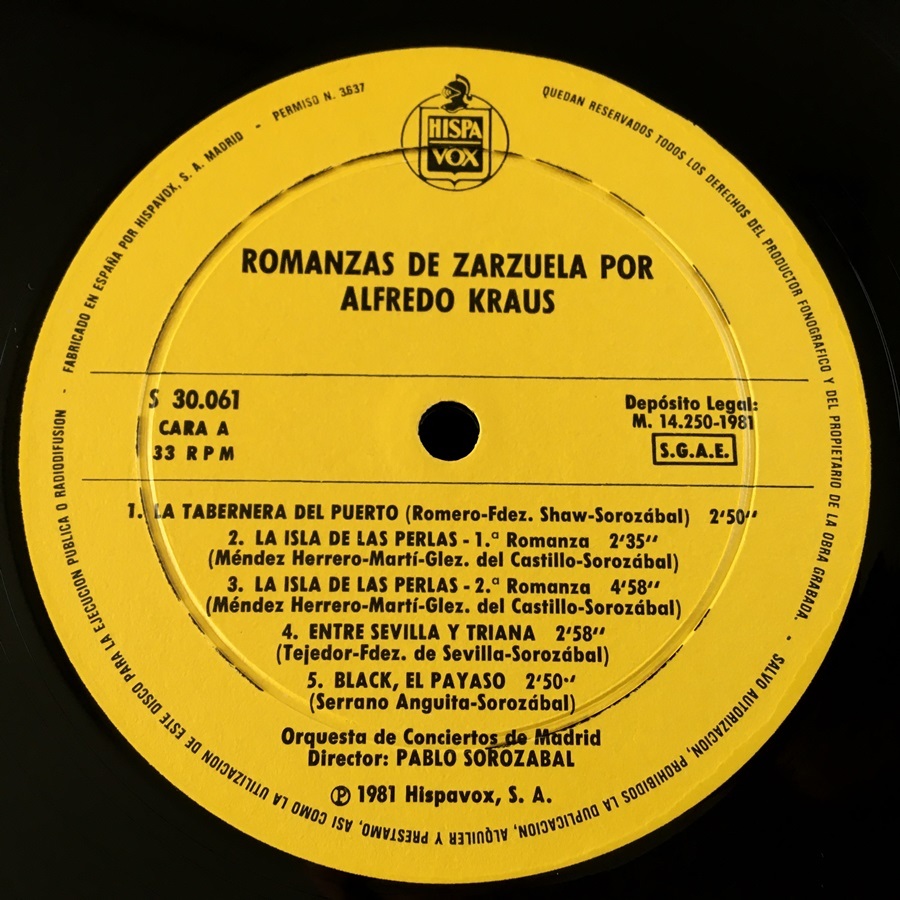 HISPA
VOX
ROMANZAS DE ZARZUELA POR
ALFREDO KRAUS
S 30.061
CARA A
33 RPM
Depósito Legal:
M. 14.250-1981
S.G.A.E.
1. LA TABERNERA DEL PUERTO (Romero-Fdez. Shaw-Sorozábal) 2'50''
2. LA ISLA DE LAS PERLAS - 1.ª Romanza 2'35''
(Méndez Herrero-Martí-Glez. del Castillo-Sorozábal)
3. LA ISLA DE LAS PERLAS - 2.ª Romanza 4'58''
(Méndez Herrero-Martí-Glez. del Castillo-Sorozábal)
4. ENTRE SEVILLA Y TRIANA 2'58''
(Tejedor-Fdez. de Sevilla-Sorozábal)
5. BLACK, EL PAYASO 2'50''
(Serrano Anguita-Sorozábal)
Orquesta de Conciertos de Madrid
Director: PABLO SOROZABAL
℗ 1981 Hispavox, S. A.
QUEDAN RESERVADOS TODOS LOS DERECHOS DEL PRODUCTOR FONOGRAFICO Y DEL PROPIETARIO DE LA OBRA GRABADA. - SALVO AUTORIZACION, PROHIBIDOS LA DUPLICACION, ALQUILER Y PRESTAMO, ASI COMO LA UTILIZACION DE ESTE DISCO PARA LA EJECUCION PUBLICA O RADIODIFUSION - FABRICADO EN ESPAÑA POR HISPAVOX, S. A. MADRID - PERMISO N. 3.637